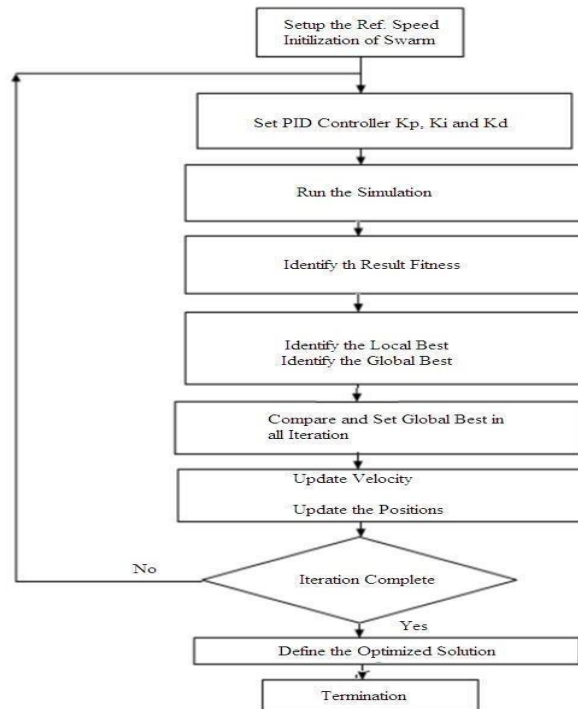 Setup the Ref. Speed
Initilization of Swarm
Set PID Controller Kp, Ki and Kd
Run the Simulation
Identify th Result Fitness
Identify the Local Best
Identify the Global Best
Compare and Set Global Best in
all Iteration
Update Velocity
Update the Positions
Iteration Complete
No
Yes
Define the Optimized Solution
Termination